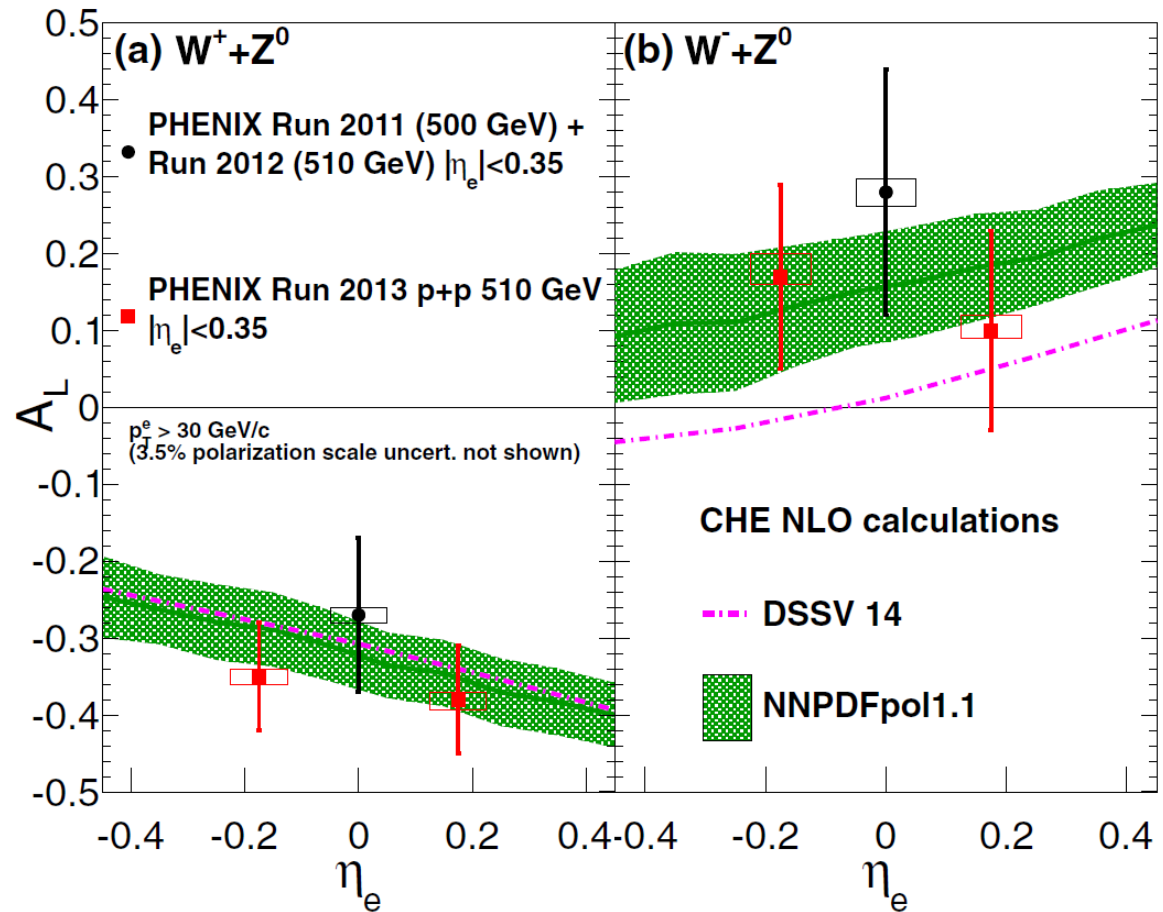 (a) W⁺+Z⁰
(b) W⁻+Z⁰
PHENIX Run 2011 (500 GeV) +
Run 2012 (510 GeV) |ηₑ|<0.35
PHENIX Run 2013 p+p 510 GeV
|ηₑ|<0.35
p_T^e > 30 GeV/c
(3.5% polarization scale uncert. not shown)
CHE NLO calculations
DSSV 14
NNPDFpol1.1
A_L
0.5
0.4
0.3
0.2
0.1
0
-0.1
-0.2
-0.3
-0.4
-0.5
-0.4 -0.2 0 0.2 0.4
-0.4 -0.2 0 0.2 0.4
ηₑ
ηₑ